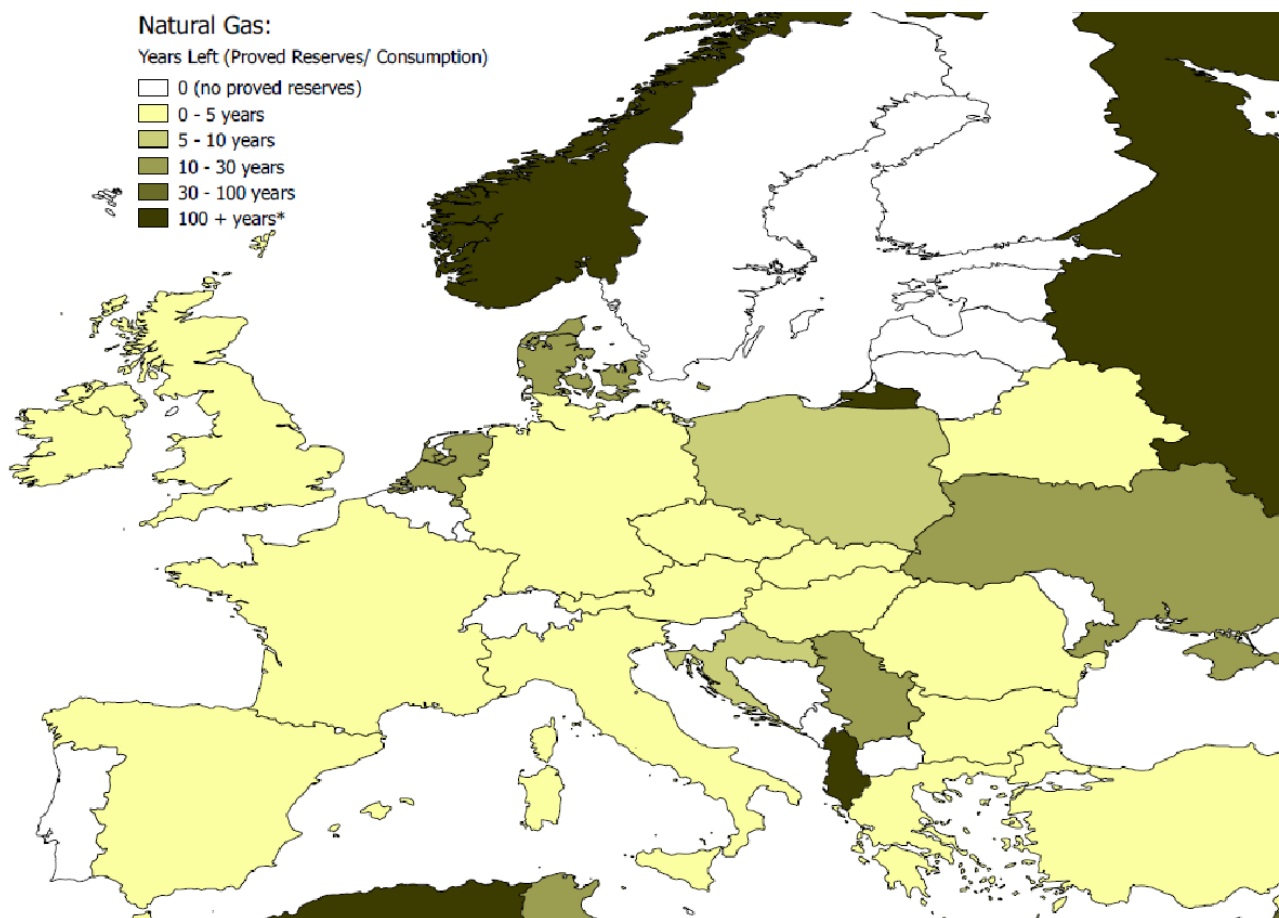 Natural Gas:
Years Left (Proved Reserves/ Consumption)
0 (no proved reserves)
0 - 5 years
5 - 10 years
10 - 30 years
30 - 100 years
100 + years*